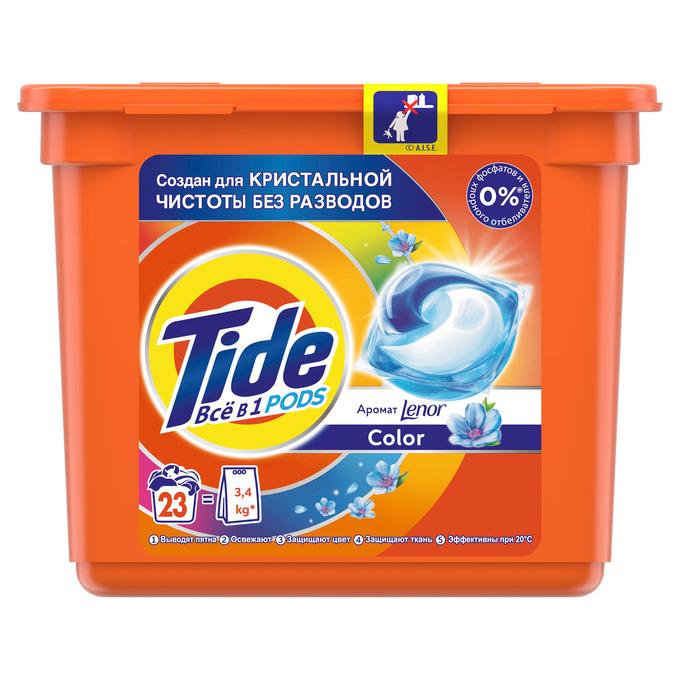 © A.I.S.E.
Создан для КРИСТАЛЬНОЙ
ЧИСТОТЫ БЕЗ РАЗВОДОВ
0%*
фосфатов и
хлорного отбеливателя
Tide
Всё в 1 PODS
Аромат Lenor
Color
23 = 3,4
kg*
1 Выводят пятна 2 Освежают 3 Защищают цвет 4 Защищают ткань 5 Эффективны при 20°C